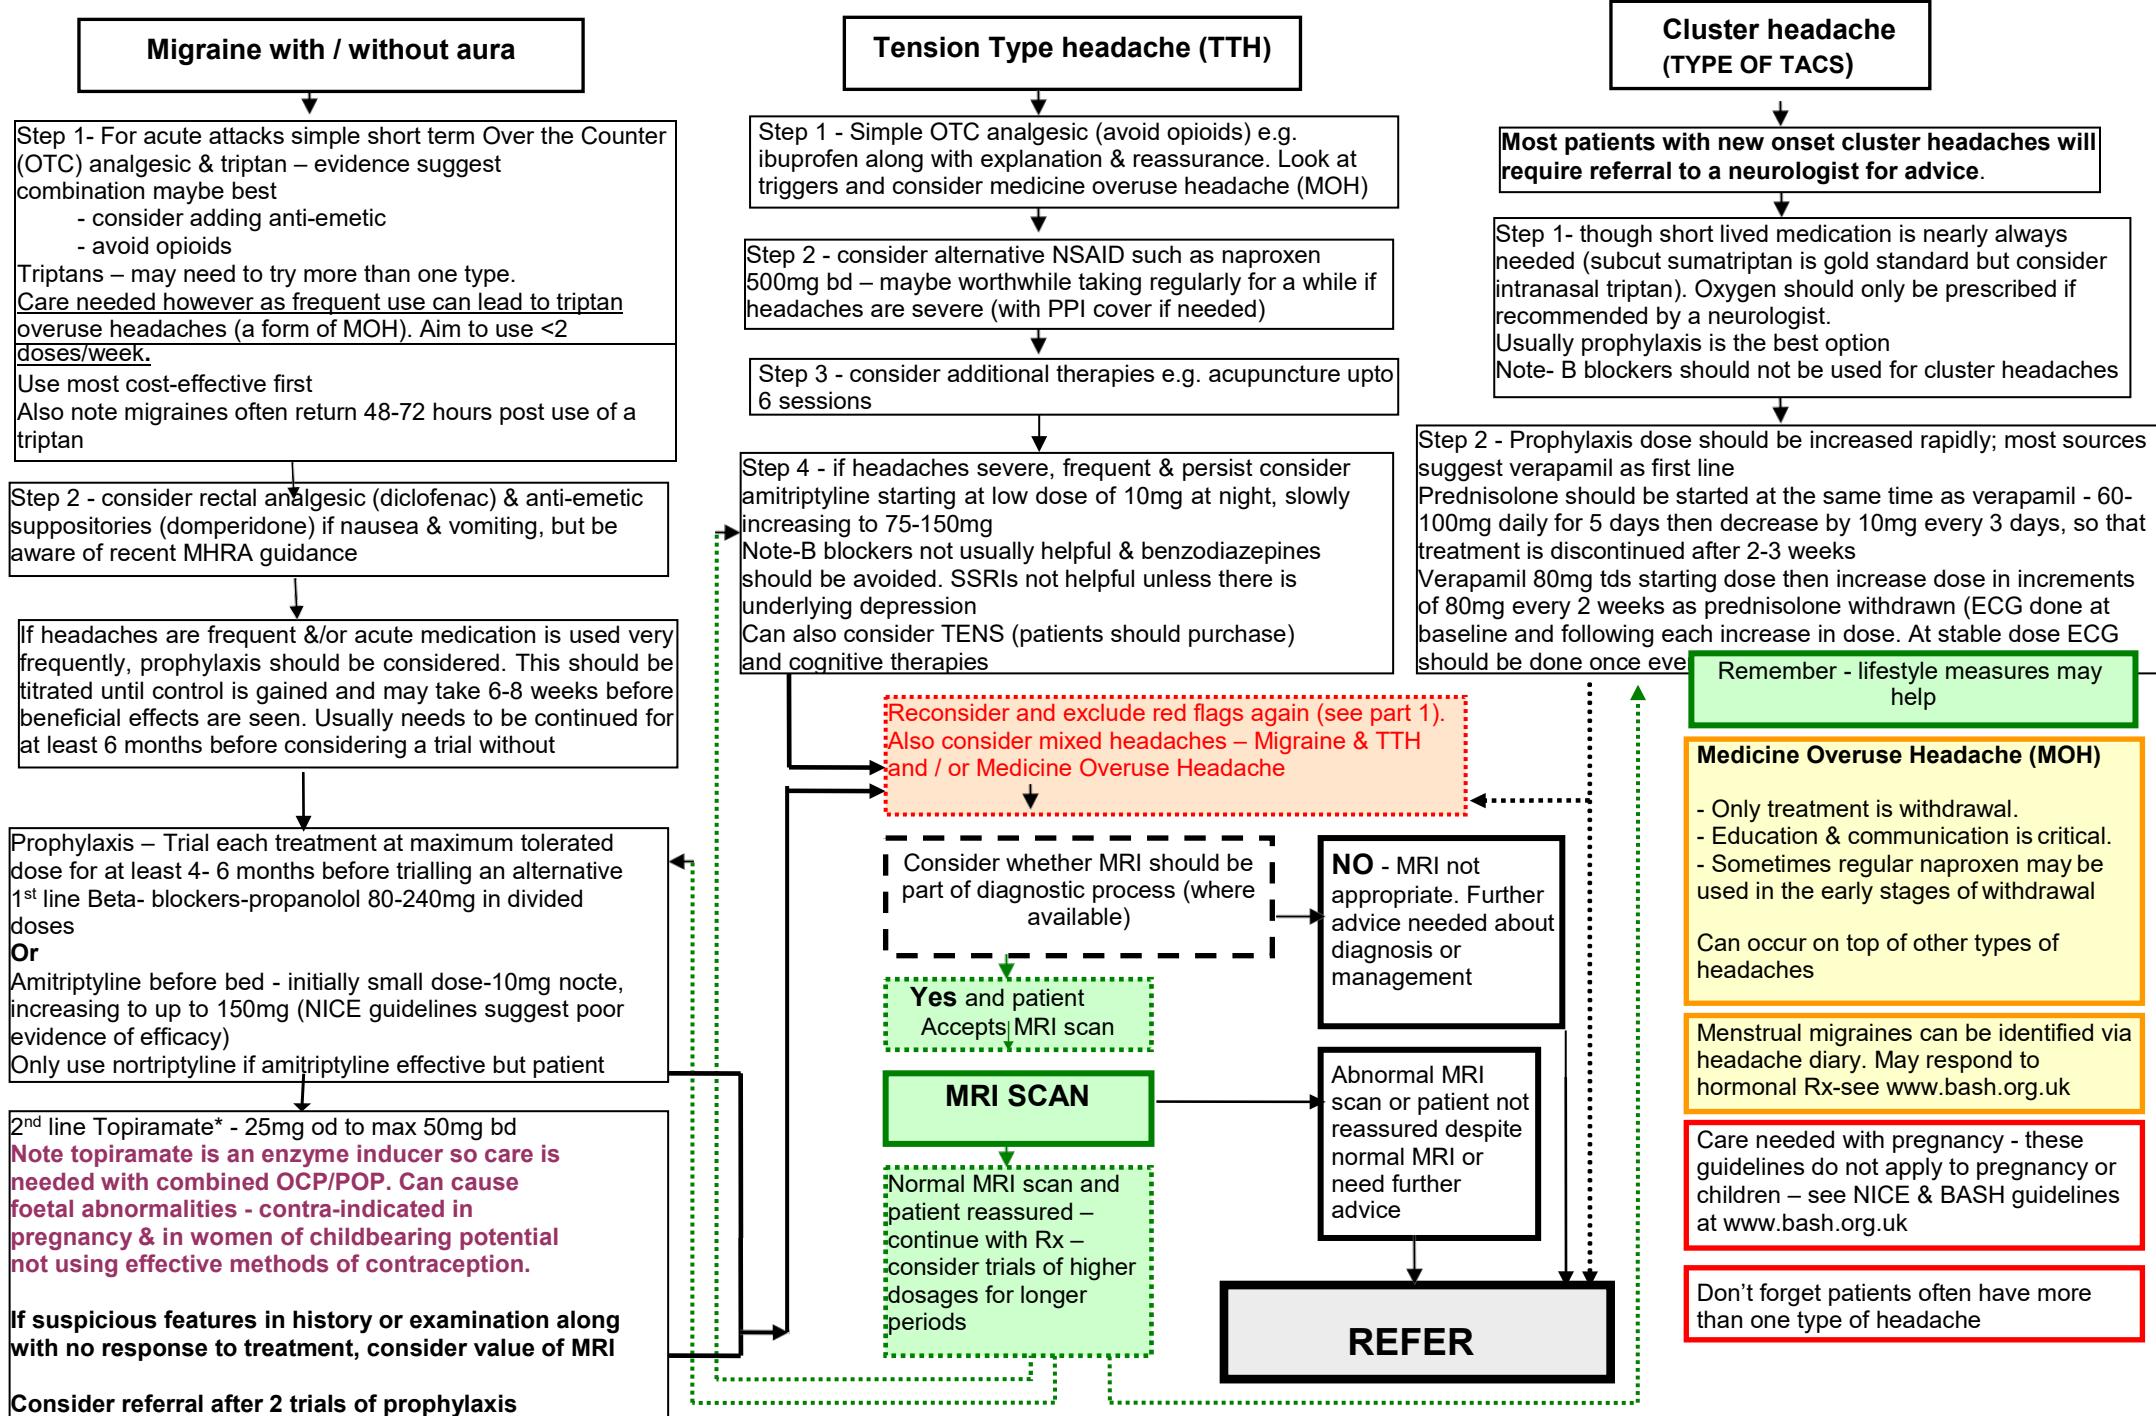 Migraine with / without aura
Step 1- For acute attacks simple short term Over the Counter
(OTC) analgesic & triptan – evidence suggest
combination maybe best
- consider adding anti-emetic
- avoid opioids
Triptans – may need to try more than one type.
Care needed however as frequent use can lead to triptan
overuse headaches (a form of MOH). Aim to use <2
doses/week.
Use most cost-effective first
Also note migraines often return 48-72 hours post use of a
triptan
Step 2 - consider rectal analgesic (diclofenac) & anti-emetic
suppositories (domperidone) if nausea & vomiting, but be
aware of recent MHRA guidance
If headaches are frequent &/or acute medication is used very
frequently, prophylaxis should be considered. This should be
titrated until control is gained and may take 6-8 weeks before
beneficial effects are seen. Usually needs to be continued for
at least 6 months before considering a trial without
Prophylaxis – Trial each treatment at maximum tolerated
dose for at least 4- 6 months before trialling an alternative
1st line Beta- blockers-propanolol 80-240mg in divided
doses
Or
Amitriptyline before bed - initially small dose-10mg nocte,
increasing to up to 150mg (NICE guidelines suggest poor
evidence of efficacy)
Only use nortriptyline if amitriptyline effective but patient
2nd line Topiramate* - 25mg od to max 50mg bd
Note topiramate is an enzyme inducer so care is
needed with combined OCP/POP. Can cause
foetal abnormalities - contra-indicated in
pregnancy & in women of childbearing potential
not using effective methods of contraception.
If suspicious features in history or examination along
with no response to treatment, consider value of MRI
Consider referral after 2 trials of prophylaxis
Tension Type headache (TTH)
Step 1 - Simple OTC analgesic (avoid opioids) e.g.
ibuprofen along with explanation & reassurance. Look at
triggers and consider medicine overuse headache (MOH)
Step 2 - consider alternative NSAID such as naproxen
500mg bd – maybe worthwhile taking regularly for a while if
headaches are severe (with PPI cover if needed)
Step 3 - consider additional therapies e.g. acupuncture upto
6 sessions
Step 4 - if headaches severe, frequent & persist consider
amitriptyline starting at low dose of 10mg at night, slowly
increasing to 75-150mg
Note-B blockers not usually helpful & benzodiazepines
should be avoided. SSRIs not helpful unless there is
underlying depression
Can also consider TENS (patients should purchase)
and cognitive therapies
Reconsider and exclude red flags again (see part 1).
Also consider mixed headaches – Migraine & TTH
and / or Medicine Overuse Headache
Consider whether MRI should be
part of diagnostic process (where
available)
NO - MRI not
appropriate. Further
advice needed about
diagnosis or
management
Yes and patient
Accepts MRI scan
MRI SCAN
Abnormal MRI
scan or patient not
reassured despite
normal MRI or
need further
advice
Normal MRI scan and
patient reassured –
continue with Rx –
consider trials of higher
dosages for longer
periods
REFER
Cluster headache
(TYPE OF TACS)
Most patients with new onset cluster headaches will
require referral to a neurologist for advice.
Step 1- though short lived medication is nearly always
needed (subcut sumatriptan is gold standard but consider
intranasal triptan). Oxygen should only be prescribed if
recommended by a neurologist.
Usually prophylaxis is the best option
Note- B blockers should not be used for cluster headaches
Step 2 - Prophylaxis dose should be increased rapidly; most sources
suggest verapamil as first line
Prednisolone should be started at the same time as verapamil - 60-
100mg daily for 5 days then decrease by 10mg every 3 days, so that
treatment is discontinued after 2-3 weeks
Verapamil 80mg tds starting dose then increase dose in increments
of 80mg every 2 weeks as prednisolone withdrawn (ECG done at
baseline and following each increase in dose. At stable dose ECG
should be done once
Remember - lifestyle measures may
help
Medicine Overuse Headache (MOH)
- Only treatment is withdrawal.
- Education & communication is critical.
- Sometimes regular naproxen may be
used in the early stages of withdrawal
Can occur on top of other types of
headaches
Menstrual migraines can be identified via
headache diary. May respond to
hormonal Rx-see www.bash.org.uk
Care needed with pregnancy - these
guidelines do not apply to pregnancy or
children – see NICE & BASH guidelines
at www.bash.org.uk
Don't forget patients often have more
than one type of headache